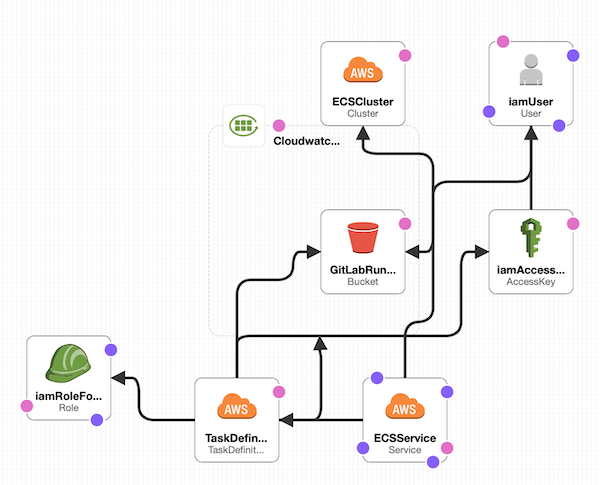 AWS
ECSCluster
Cluster
iamUser
User
Cloudwatc...
GitLabRun...
Bucket
iamAccess...
AccessKey
iamRoleFo...
Role
AWS
TaskDefin...
TaskDefinit...
AWS
ECSService
Service